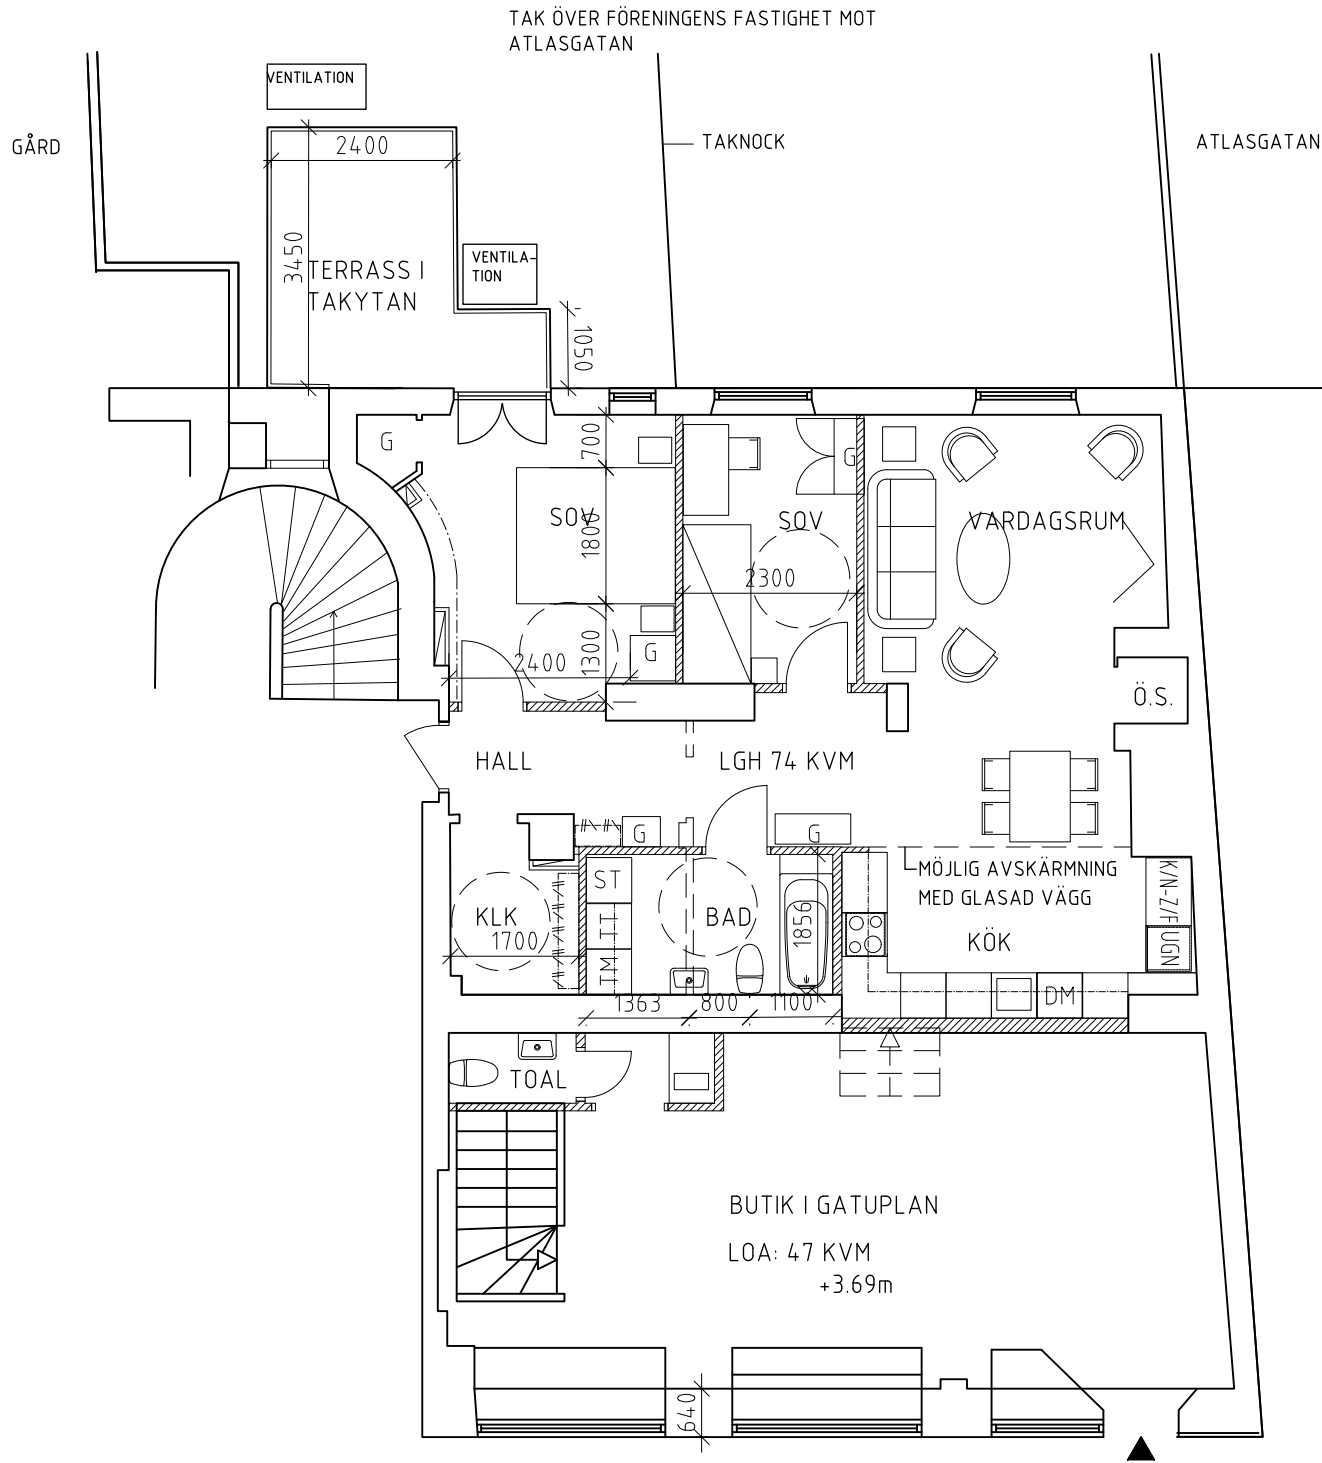 TAK ÖVER FÖRENINGENS FASTIGHET MOT
ATLASGATAN
VENTILATION
GÅRD
2400
TAKNOCK
ATLASGATAN
3450
TERRASS I
TAKYTAN
VENTILA-
TION
1050
G
700
G
SOV
1800
SOV
VARDAGSRUM
2300
1300
2400
G
Ö.S.
HALL
LGH 74 KVM
G
G
MÖJLIG AVSKÄRMNING
MED GLASAD VÄGG
ST
K/N-Z/F
KLK
TT
BAD
1856
1700
KÖK
UGN
TM
DM
1363
800
1100
TOAL
BUTIK I GATUPLAN
LOA: 47 KVM
+3.69m
640